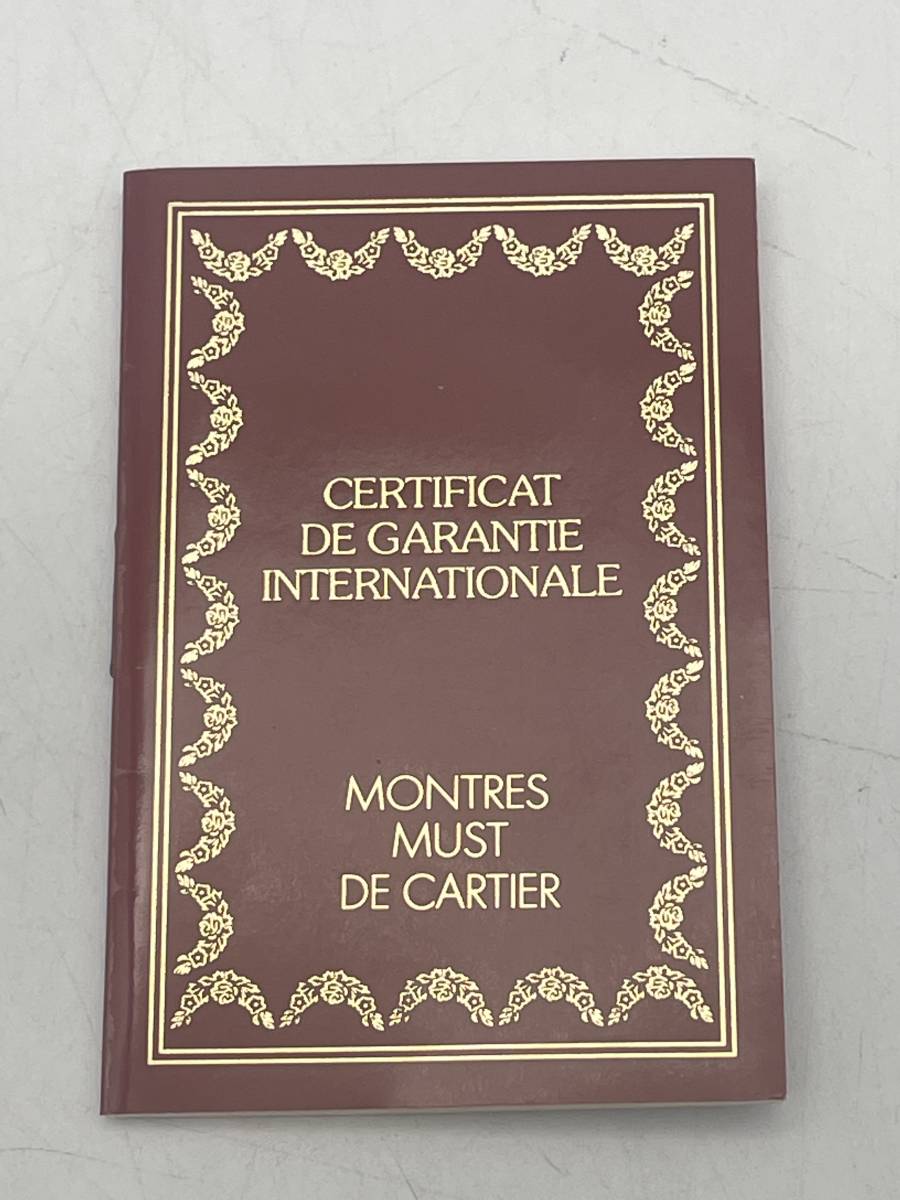 CERTIFICAT
DE GARANTIE
INTERNATIONALE
MONTRES
MUST
DE CARTIER